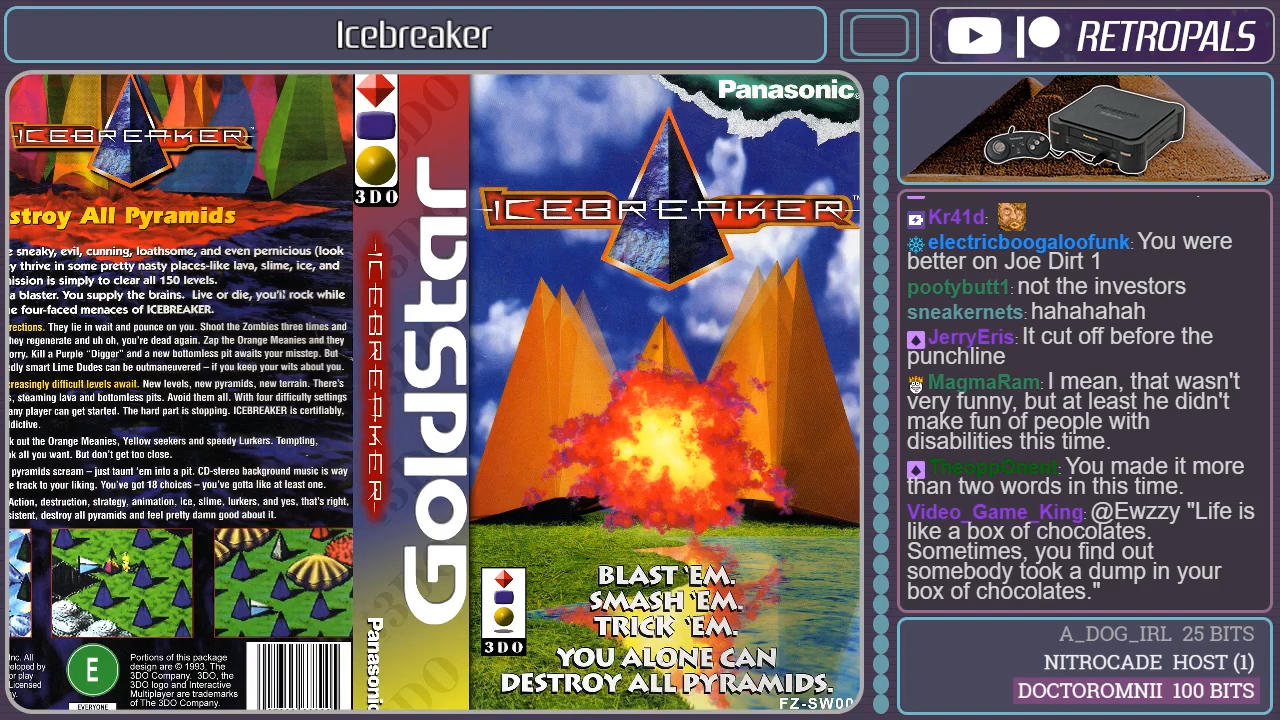 Icebreaker
RETROPALS
ICEBREAKER
stroy All Pyramids
e sneaky, evil, cunning, loathsome, and even pernicious (look
y thrive in some pretty nasty places-like lava, slime, ice, and
ission is simply to clear all 150 levels.
a blaster. You supply the brains. Live or die, you'll rock while
e four-faced menaces of ICEBREAKER.
rections. They lie in wait and pounce on you. Shoot the Zombies three times and
hey regenerate and uh oh, you're dead again. Zap the Orange Meanies and they
orry. Kill a Purple "Digger" and a new bottomless pit awaits your misstep. But
dly smart Lime Dudes can be outmaneuvered – if you keep your wits about you.
creasingly difficult levels await. New levels, new pyramids, new terrain. There's
s, steaming lava and bottomless pits. Avoid them all. With four difficulty settings
any player can get started. The hard part is stopping. ICEBREAKER is certifiably,
ldictive.
k out the Orange Meanies, Yellow seekers and speedy Lurkers. Tempting,
k all you want. But don't get too close.
pyramids scream – just taunt 'em into a pit. CD-stereo background music is way
e track to your liking. You've got 18 choices – you've gotta like at least one.
Action, destruction, strategy, animation, ice, slime, lurkers, and yes, that's right,
sistent, destroy all pyramids and feel pretty damn good about it.
Inc. All
eloped by
or play
Licensed
E
EVERYONE
Portions of this package
design are © 1993, The
3DO Company. 3DO, the
3DO logo and Interactive
Multiplayer are trademarks
of The 3DO Company.
3DO
ICEBREAKER
GoldStar
Panasonic
Panasonic
ICEBREAKER™
BLAST 'EM.
SMASH 'EM.
TRICK 'EM.
YOU ALONE CAN
DESTROY ALL PYRAMIDS.
3DO
FZ-SW00
Kr41d:
electricboogaloofunk: You were
better on Joe Dirt 1
pootybutt1: not the investors
sneakernets: hahahahah
JerryEris: It cut off before the
punchline
MagmaRam: I mean, that wasn't
very funny, but at least he didn't
make fun of people with
disabilities this time.
TheoppOnent: You made it more
than two words in this time.
Video_Game_King: @Ewzzy "Life is
like a box of chocolates.
Sometimes, you find out
somebody took a dump in your
box of chocolates."
A_DOG_IRL 25 BITS
NITROCADE HOST (1)
DOCTOROMNII 100 BITS